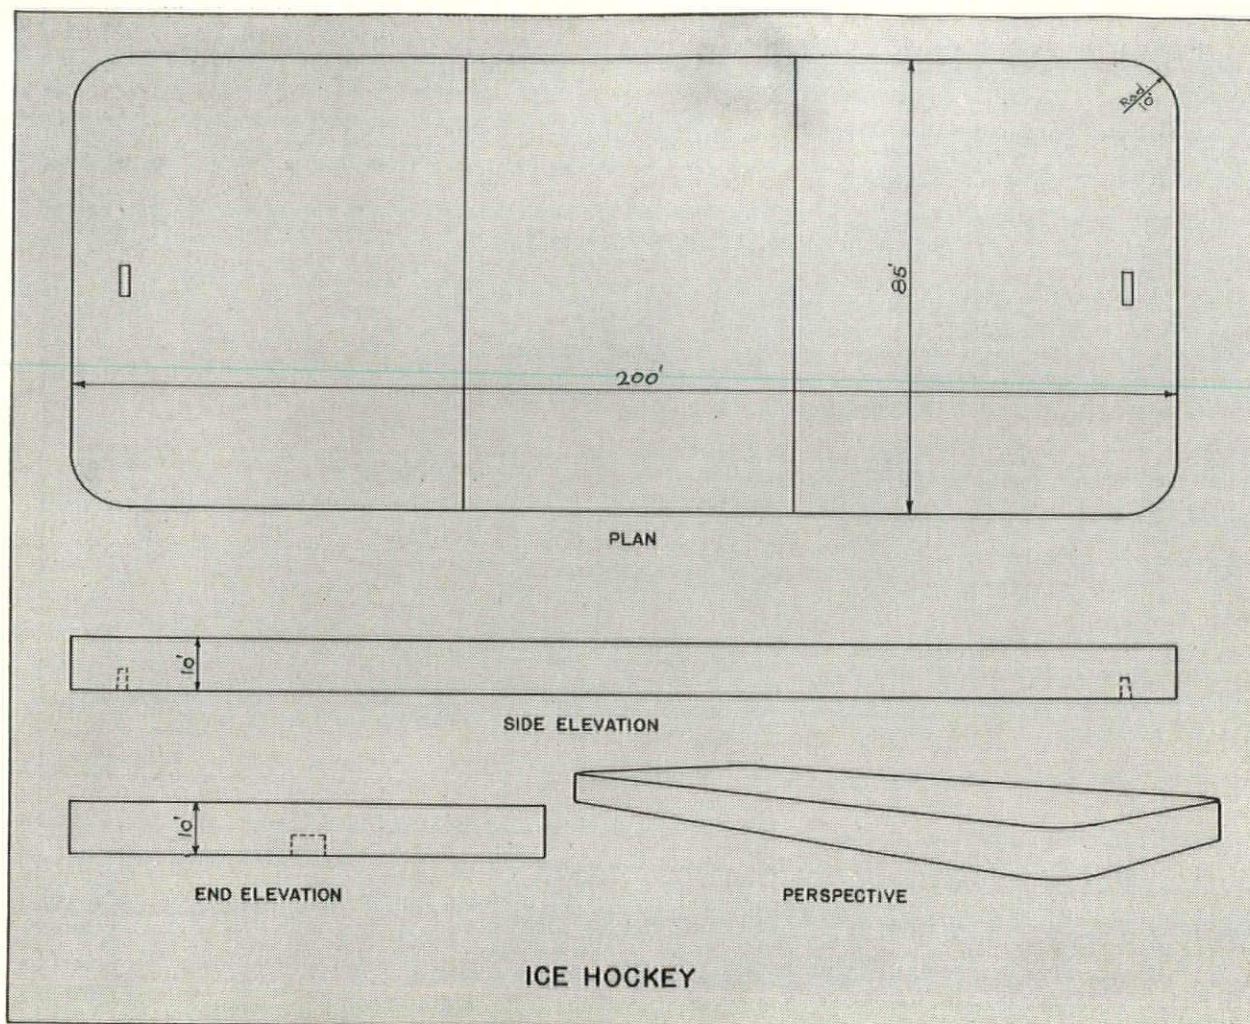 Rad
10'
85'
200'
PLAN
10'
SIDE ELEVATION
10'
END ELEVATION
PERSPECTIVE
ICE HOCKEY